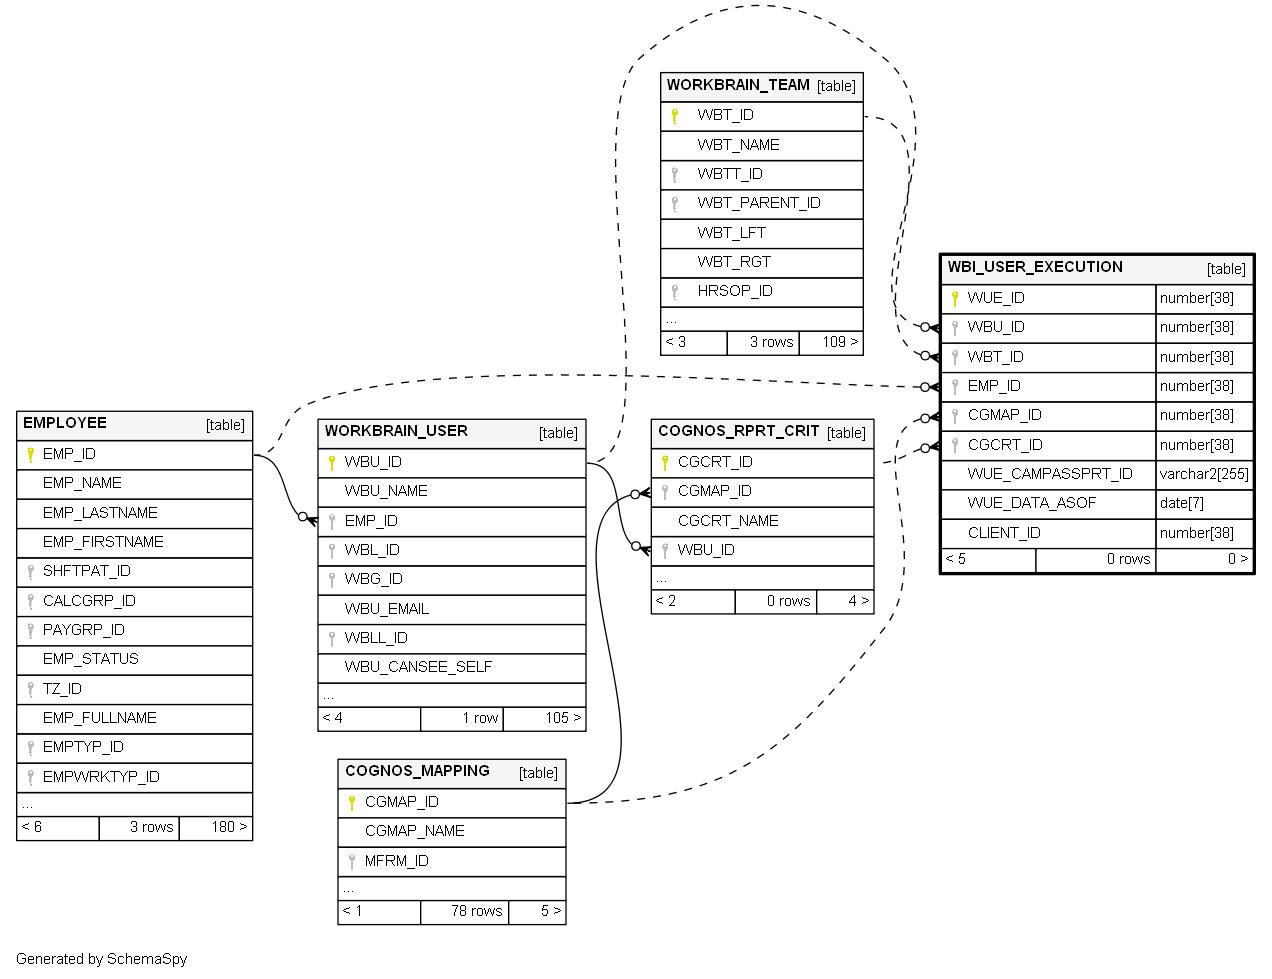 WORKBRAIN_TEAM [table]
WBT_ID
WBT_NAME
WBTT_ID
WBT_PARENT_ID
WBT_LFT
WBT_RGT
HRSOP_ID
...
< 3 3 rows 109 >
WBI_USER_EXECUTION [table]
WUE_ID number[38]
WBU_ID number[38]
WBT_ID number[38]
EMP_ID number[38]
CGMAP_ID number[38]
CGCRT_ID number[38]
WUE_CAMPASSPRT_ID varchar2[255]
WUE_DATA_ASOF date[7]
CLIENT_ID number[38]
< 5 0 rows 0 >
EMPLOYEE [table]
EMP_ID
EMP_NAME
EMP_LASTNAME
EMP_FIRSTNAME
SHFTPAT_ID
CALCGRP_ID
PAYGRP_ID
EMP_STATUS
TZ_ID
EMP_FULLNAME
EMPTYP_ID
EMPWRKTYP_ID
...
< 6 3 rows 180 >
WORKBRAIN_USER [table]
WBU_ID
WBU_NAME
EMP_ID
WBL_ID
WBG_ID
WBU_EMAIL
WBLL_ID
WBU_CANSEE_SELF
...
< 4 1 row 105 >
COGNOS_RPRT_CRIT [table]
CGCRT_ID
CGMAP_ID
CGCRT_NAME
WBU_ID
...
< 2 0 rows 4 >
COGNOS_MAPPING [table]
CGMAP_ID
CGMAP_NAME
MFRM_ID
...
< 1 78 rows 5 >
Generated by SchemaSpy